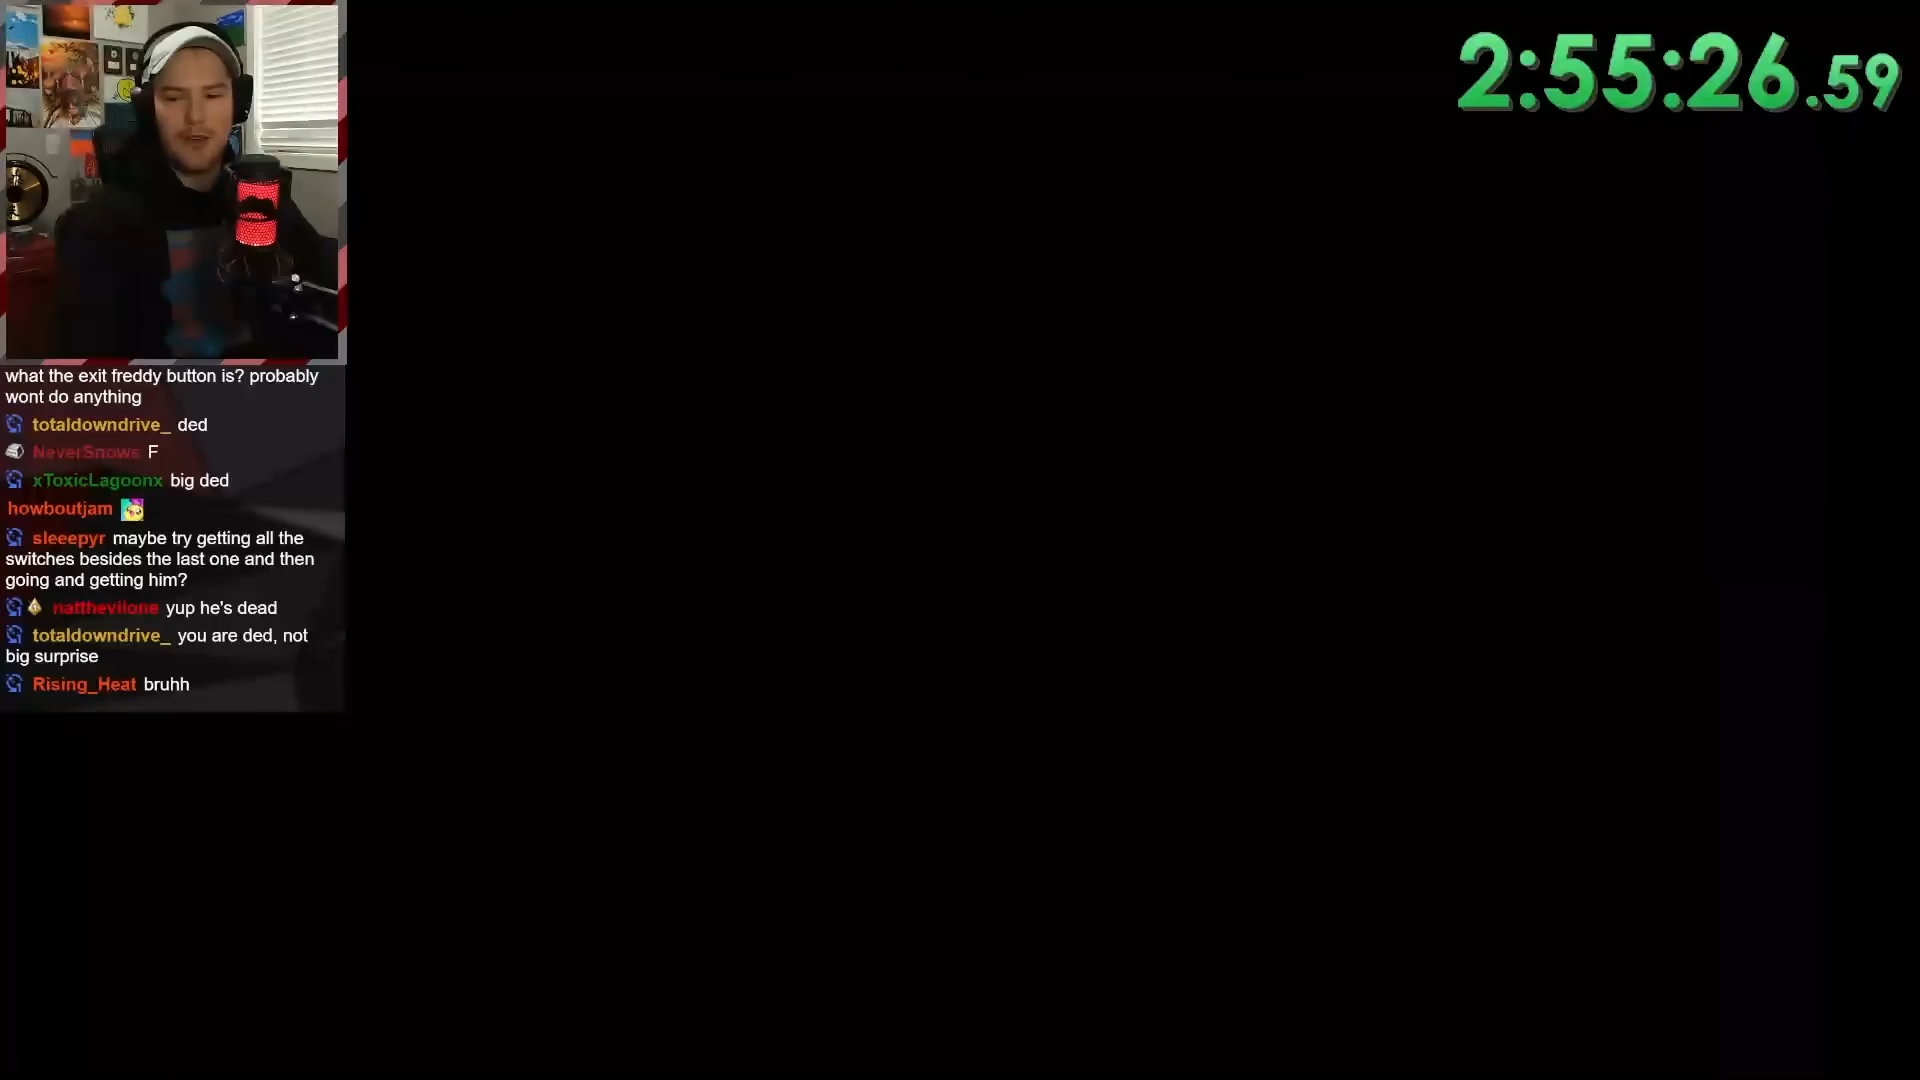 2:55:26.59
what the exit freddy button is? probably
wont do anything
totaldowndrive_ ded
NeverSnows F
xToxicLagoonx big ded
howboutjam
sleeepyr maybe try getting all the
switches besides the last one and then
going and getting him?
natthevilone yup he's dead
totaldowndrive_ you are ded, not
big surprise
Rising_Heat bruhh